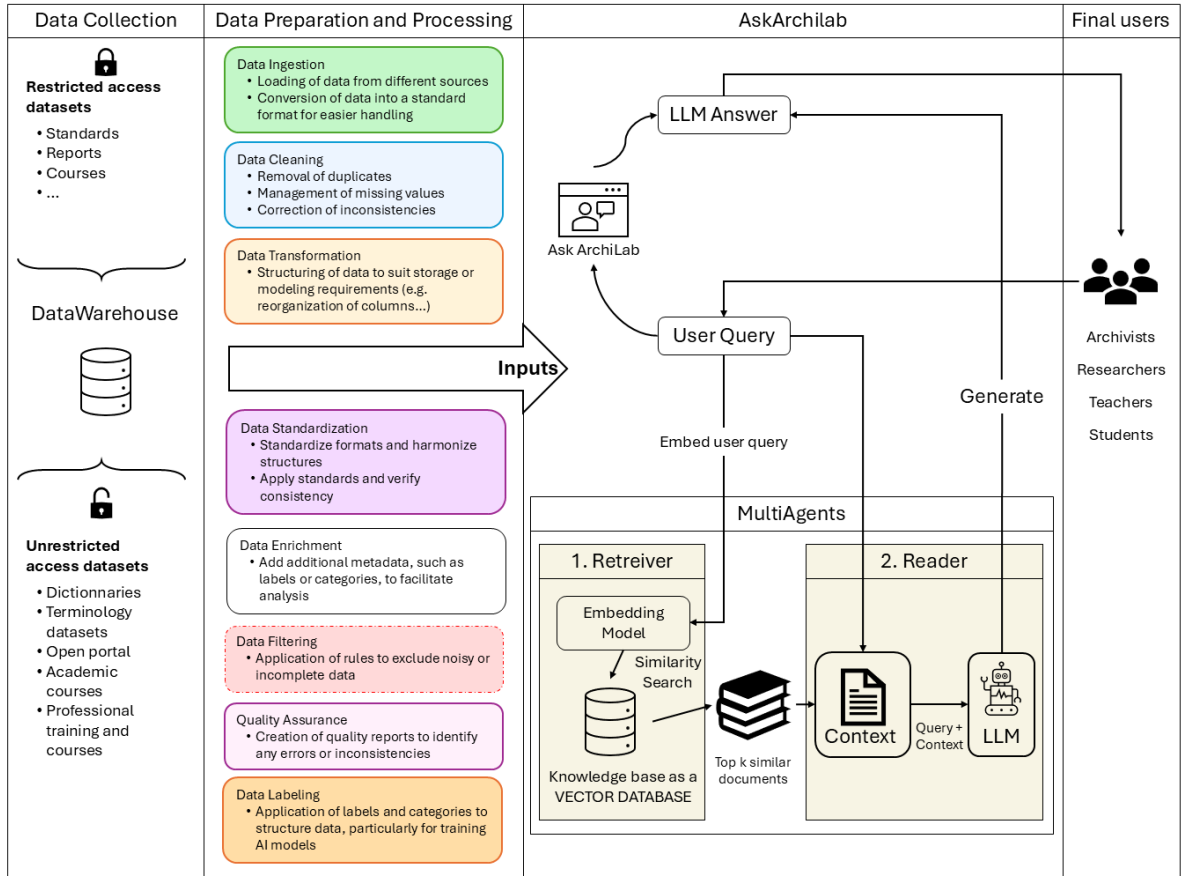 Data Collection
Restricted access
datasets
• Standards
• Reports
• Courses
• ...
DataWarehouse
Unrestricted
access datasets
• Dictionnaries
• Terminology
datasets
• Open portal
• Academic
courses
• Professional
training and
courses
Data Preparation and Processing
Data Ingestion
• Loading of data from different sources
• Conversion of data into a standard
format for easier handling
Data Cleaning
• Removal of duplicates
• Management of missing values
• Correction of inconsistencies
Data Transformation
• Structuring of data to suit storage or
modeling requirements (e.g.
reorganization of columns...)
Inputs
Data Standardization
• Standardize formats and harmonize
structures
• Apply standards and verify
consistency
Data Enrichment
• Add additional metadata, such as
labels or categories, to facilitate
analysis
Data Filtering
• Application of rules to exclude noisy or
incomplete data
Quality Assurance
• Creation of quality reports to identify
any errors or inconsistencies
Data Labeling
• Application of labels and categories to
structure data, particularly for training
AI models
AskArchilab
LLM Answer
Ask ArchiLab
User Query
Embed user query
Generate
MultiAgents
1. Retreiver
Embedding
Model
Similarity
Search
Knowledge base as a
VECTOR DATABASE
Top k similar
documents
2. Reader
Context
Query +
Context
LLM
Final users
Archivists
Researchers
Teachers
Students